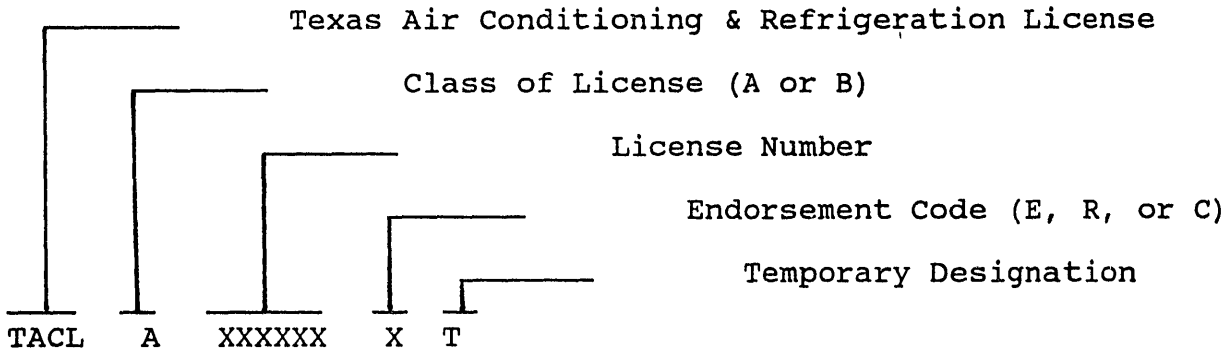 Texas Air Conditioning & Refrigeration License
Class of License (A or B)
License Number
Endorsement Code (E, R, or C)
Temporary Designation
TACL A XXXXXX X T